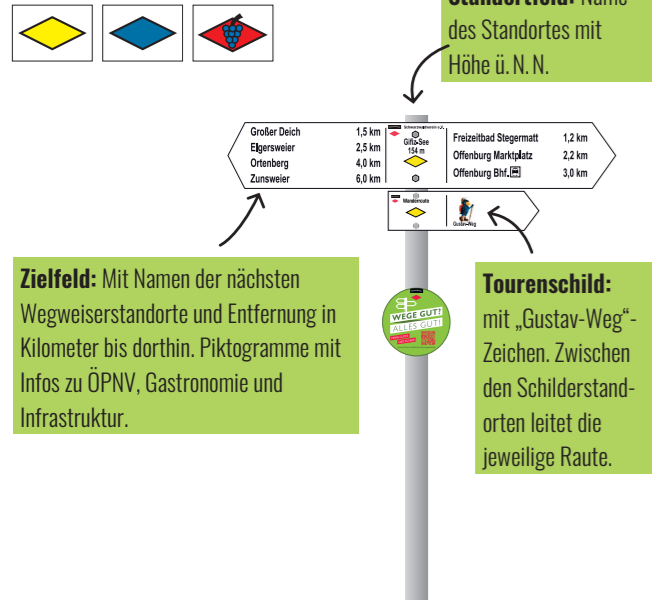 Standortfeld: Name
des Standortes mit
Höhe ü. N. N.
Schwarzwaldverein e.V.
Großer Deich 1,5 km
Elgersweier 2,5 km
Ortenberg 4,0 km
Zunsweier 6,0 km
Gifiz-See
154 m
Freizeitbad Stegermatt 1,2 km
Offenburg Marktplatz 2,2 km
Offenburg Bhf. 3,0 km
Wanderroute
Gustav-Weg
Zielfeld: Mit Namen der nächsten
Wegweiserstandorte und Entfernung in
Kilometer bis dorthin. Piktogramme mit
Infos zu ÖPNV, Gastronomie und
Infrastruktur.
WEGE GUT!
ALLES GUT!
Tourenschild:
mit „Gustav-Weg“-
Zeichen. Zwischen
den Schilderstand-
orten leitet die
jeweilige Raute.